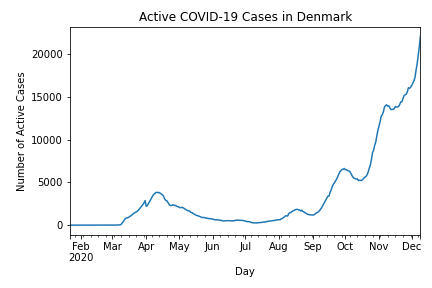 Active COVID-19 Cases in Denmark
Number of Active Cases
20000
15000
10000
5000
0
Feb Mar Apr May Jun Jul Aug Sep Oct Nov Dec
2020
Day